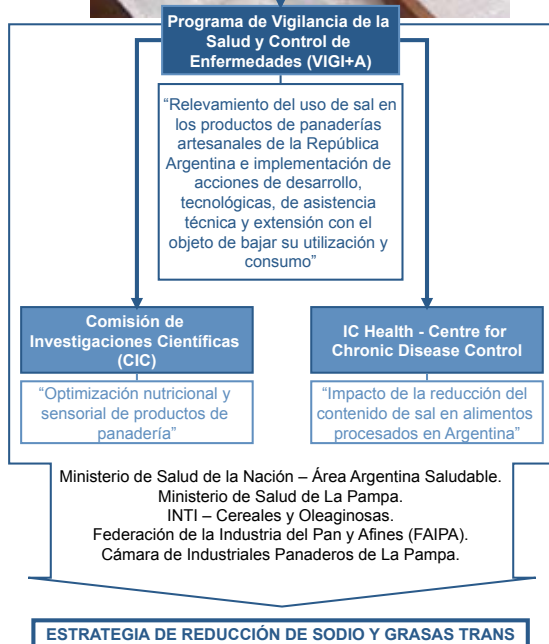 Programa de Vigilancia de la
Salud y Control de
Enfermedades (VIGI+A)
“Relevamiento del uso de sal en
los productos de panaderías
artesanales de la República
Argentina e implementación de
acciones de desarrollo,
tecnológicas, de asistencia
técnica y extensión con el
objeto de bajar su utilización y
consumo”
Comisión de
Investigaciones Científicas
(CIC)
“Optimización nutricional y
sensorial de productos de
panadería”
IC Health - Centre for
Chronic Disease Control
“Impacto de la reducción del
contenido de sal en alimentos
procesados en Argentina”
Ministerio de Salud de la Nación – Área Argentina Saludable.
Ministerio de Salud de La Pampa.
INTI – Cereales y Oleaginosas.
Federación de la Industria del Pan y Afines (FAIPA).
Cámara de Industriales Panaderos de La Pampa.
ESTRATEGIA DE REDUCCIÓN DE SODIO Y GRASAS TRANS